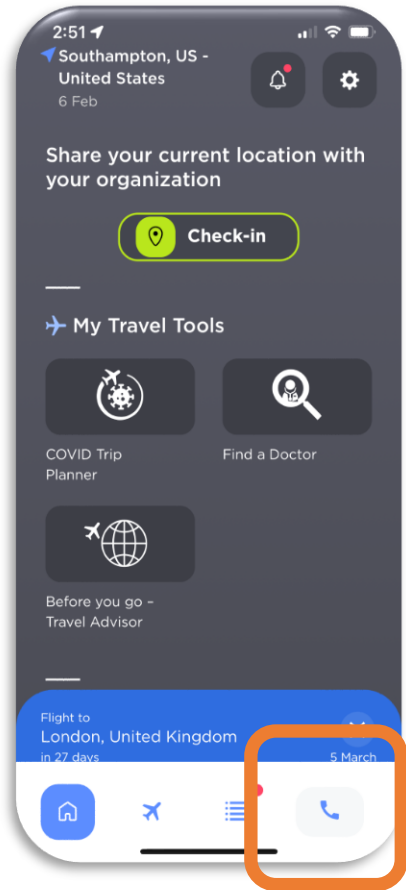 2:51
Southampton, US -
United States
6 Feb
Share your current location with
your organization
Check-in
My Travel Tools
COVID Trip
Planner
Find a Doctor
Before you go –
Travel Advisor
Flight to
London, United Kingdom
in 27 days
5 March